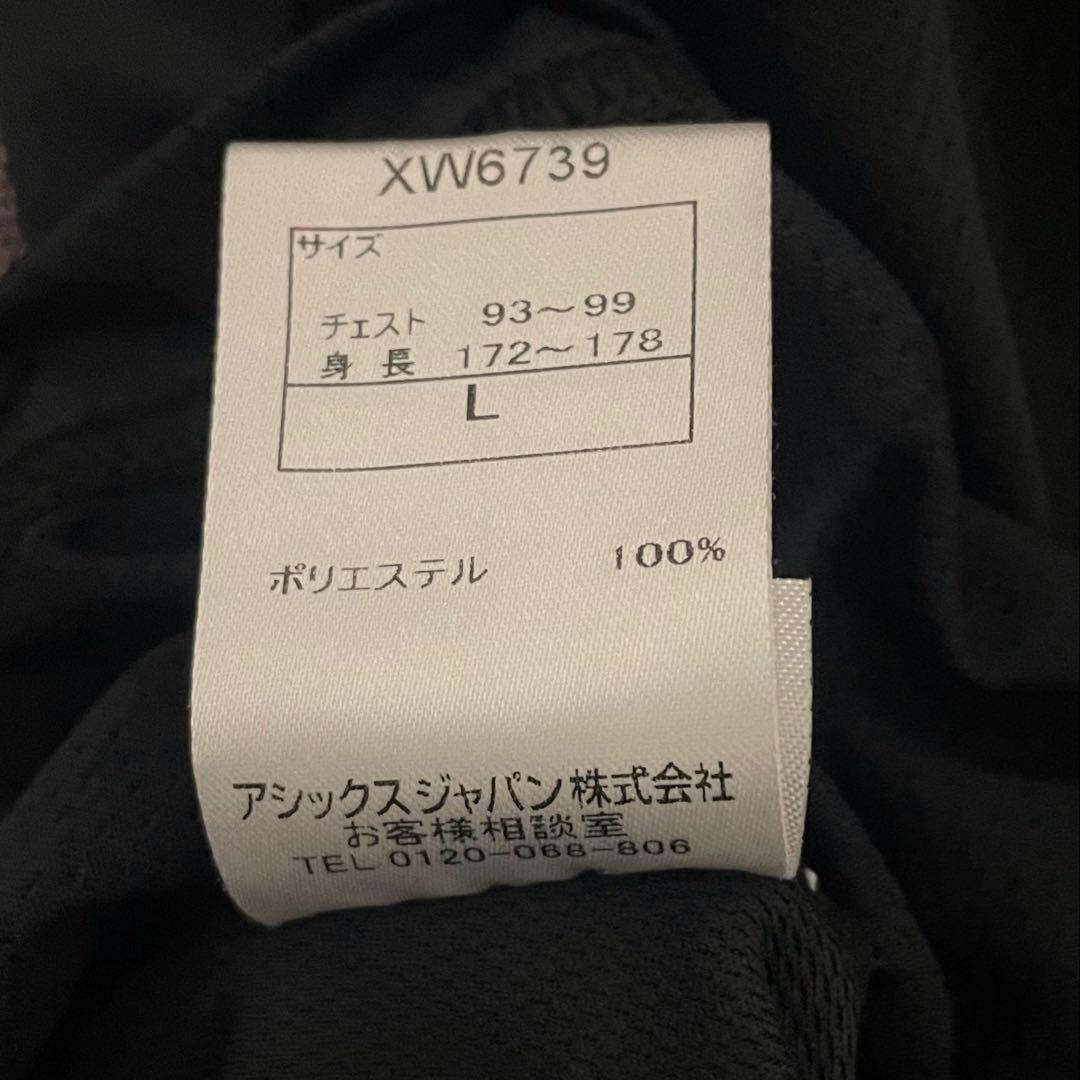 XW6739
サイズ
チェスト 93～99
身長 172～178
L
ポリエステル 100%
アシックスジャパン株式会社
お客様相談室
TEL 0120-068-806